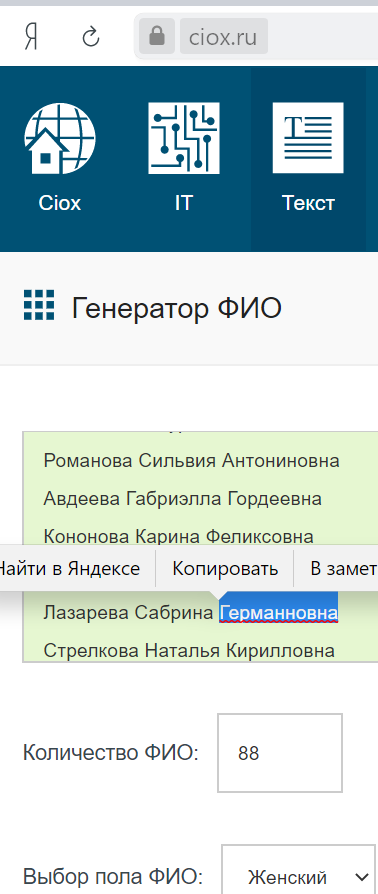 Я
ciox.ru
Ciox
IT
Текст
Генератор ФИО
Романова Сильвия Антониновна
Авдеева Габриэлла Гордеевна
Кононова Карина Феликсовна
Найти в Яндексе Копировать В замет
Лазарева Сабрина Германновна
Стрелкова Наталья Кирилловна
Количество ФИО: 88
Выбор пола ФИО: Женский